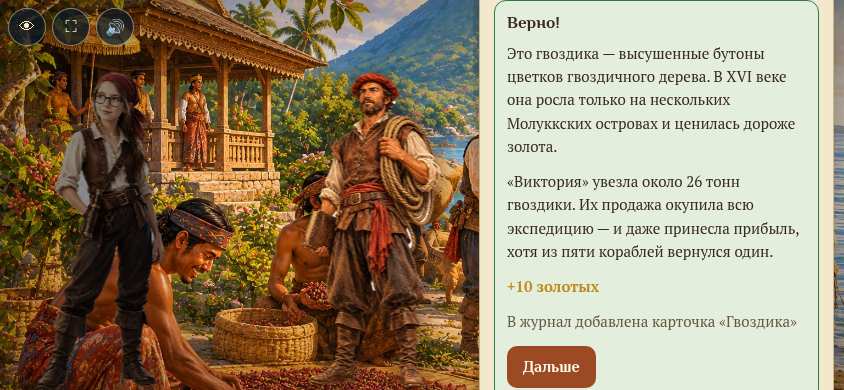 Верно!
Это гвоздика — высушенные бутоны
цветков гвоздичного дерева. В XVI веке
она росла только на нескольких
Молуккских островах и ценилась дороже
золота.
«Виктория» увезла около 26 тонн
гвоздики. Их продажа окупила всю
экспедицию — и даже принесла прибыль,
хотя из пяти кораблей вернулся один.
+10 золотых
В журнал добавлена карточка «Гвоздика»
Дальше